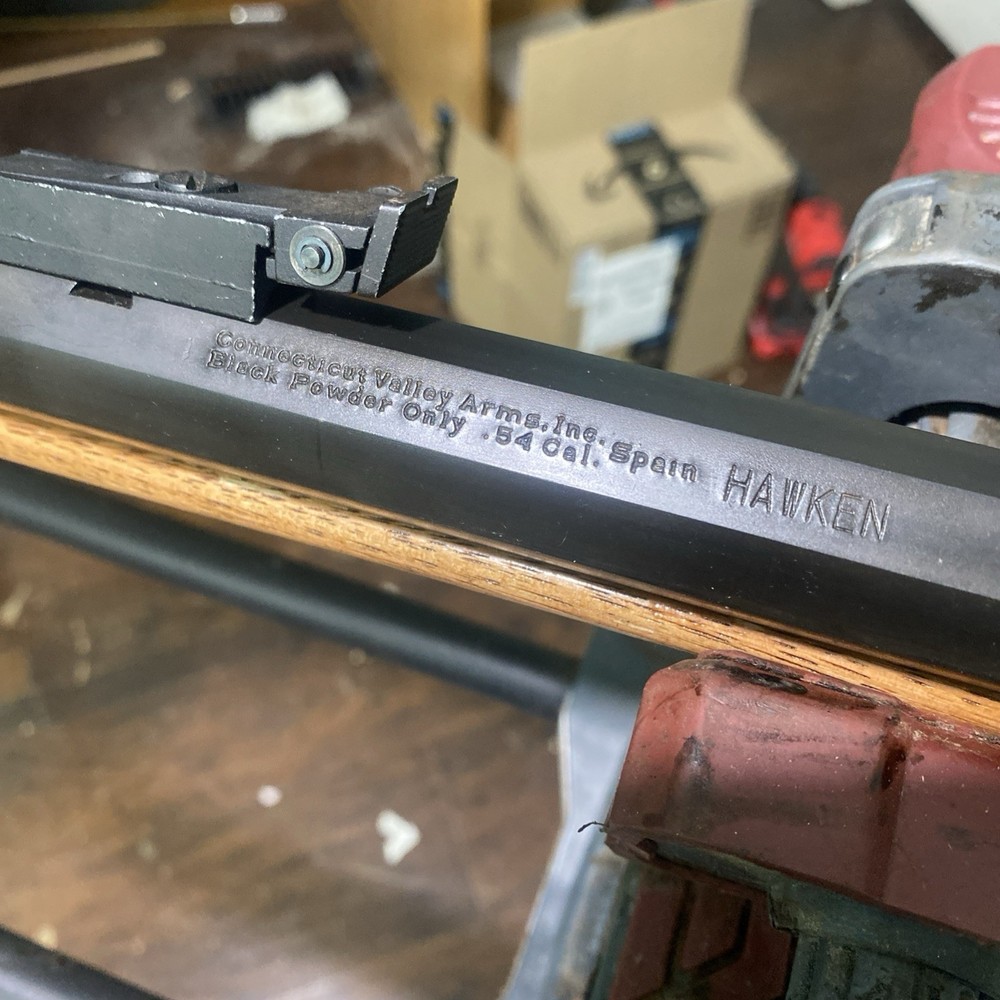 Connecticut Valley Arms, Inc. Spain
Black Powder Only .54 Cal.
HAWKEN